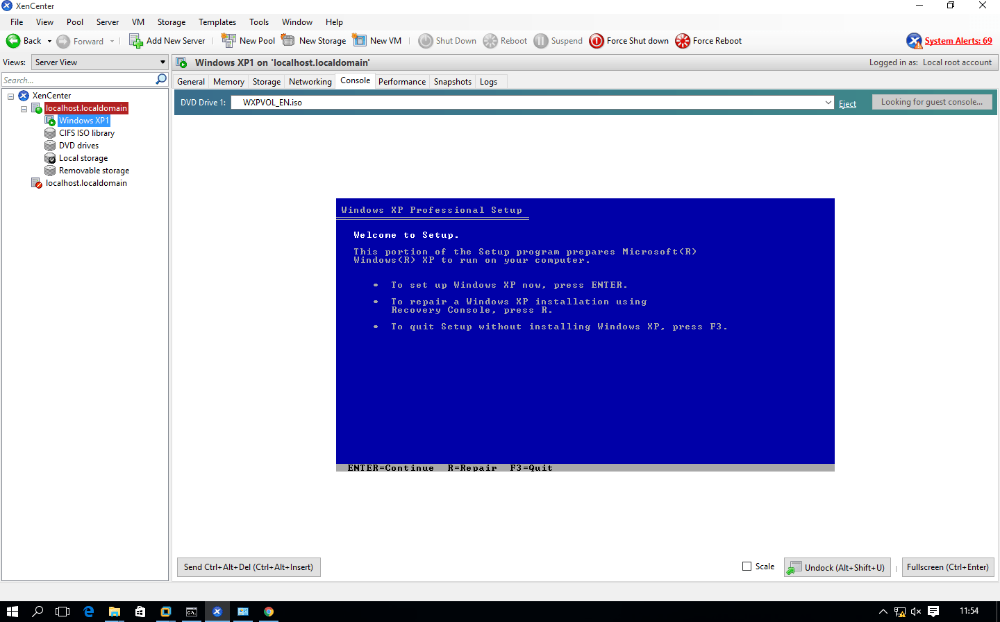 XenCenter
File View Pool Server VM Storage Templates Tools Window Help
Back Forward Add New Server New Pool New Storage New VM Shut Down Reboot Suspend Force Shut down Force Reboot System Alerts: 69
Views: Server View
Windows XP1 on 'localhost.localdomain' Logged in as: Local root account
Search...
General Memory Storage Networking Console Performance Snapshots Logs
XenCenter
localhost.localdomain
Windows XP1
CIFS ISO library
DVD drives
Local storage
Removable storage
localhost.localdomain
DVD Drive 1: WXPVOL_EN.iso Eject Looking for guest console...
Windows XP Professional Setup
Welcome to Setup.
This portion of the Setup program prepares Microsoft(R)
Windows(R) XP to run on your computer.
• To set up Windows XP now, press ENTER.
• To repair a Windows XP installation using
Recovery Console, press R.
• To quit Setup without installing Windows XP, press F3.
ENTER=Continue R=Repair F3=Quit
Send Ctrl+Alt+Del (Ctrl+Alt+Insert) Scale Undock (Alt+Shift+U) Fullscreen (Ctrl+Enter)
11:54